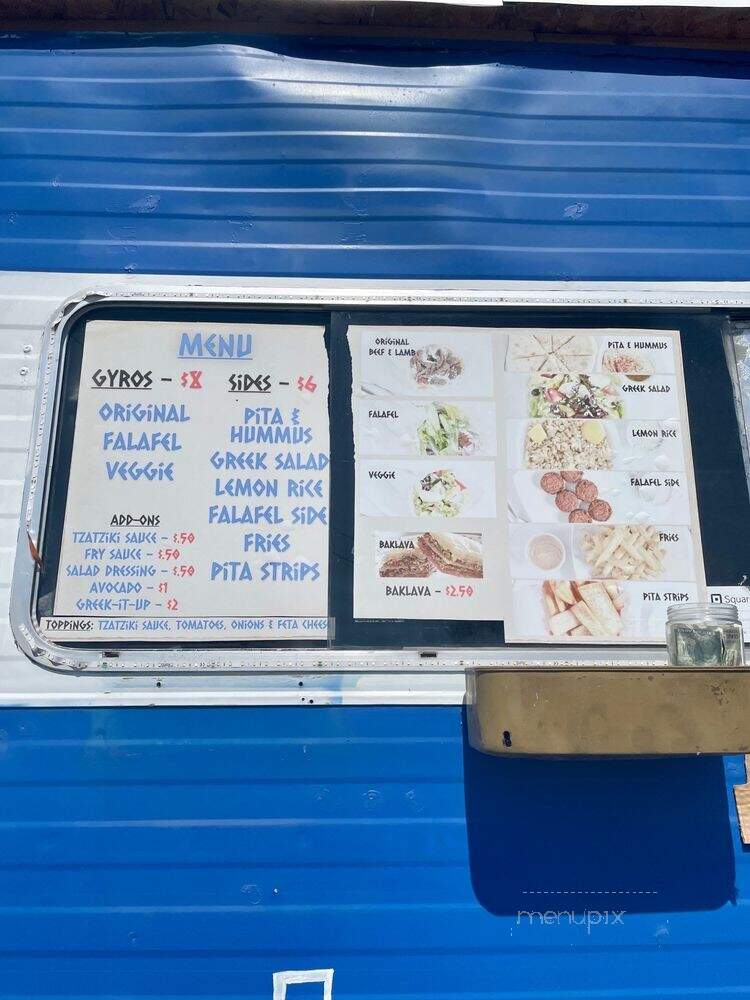 MENU
GYROS - $8
ORIGINAL
FALAFEL
VEGGIE
ADD-ONS
TZATZIKI SAUCE - $.50
FRY SAUCE - $.50
SALAD DRESSING - $.50
AVOCADO - $1
GREEK-IT-UP - $2
SIDES - $6
PITA &
HUMMUS
GREEK SALAD
LEMON RICE
FALAFEL SIDE
FRIES
PITA STRIPS
TOPPINGS: TZATZIKI SAUCE, TOMATOES, ONIONS & FETA CHEES
ORIGINAL
BEEF & LAMB
FALAFEL
VEGGIE
BAKLAVA
BAKLAVA - $2.50
PITA & HUMMUS
GREEK SALAD
LEMON RICE
FALAFEL SIDE
FRIES
PITA STRIPS
Squar
menupix